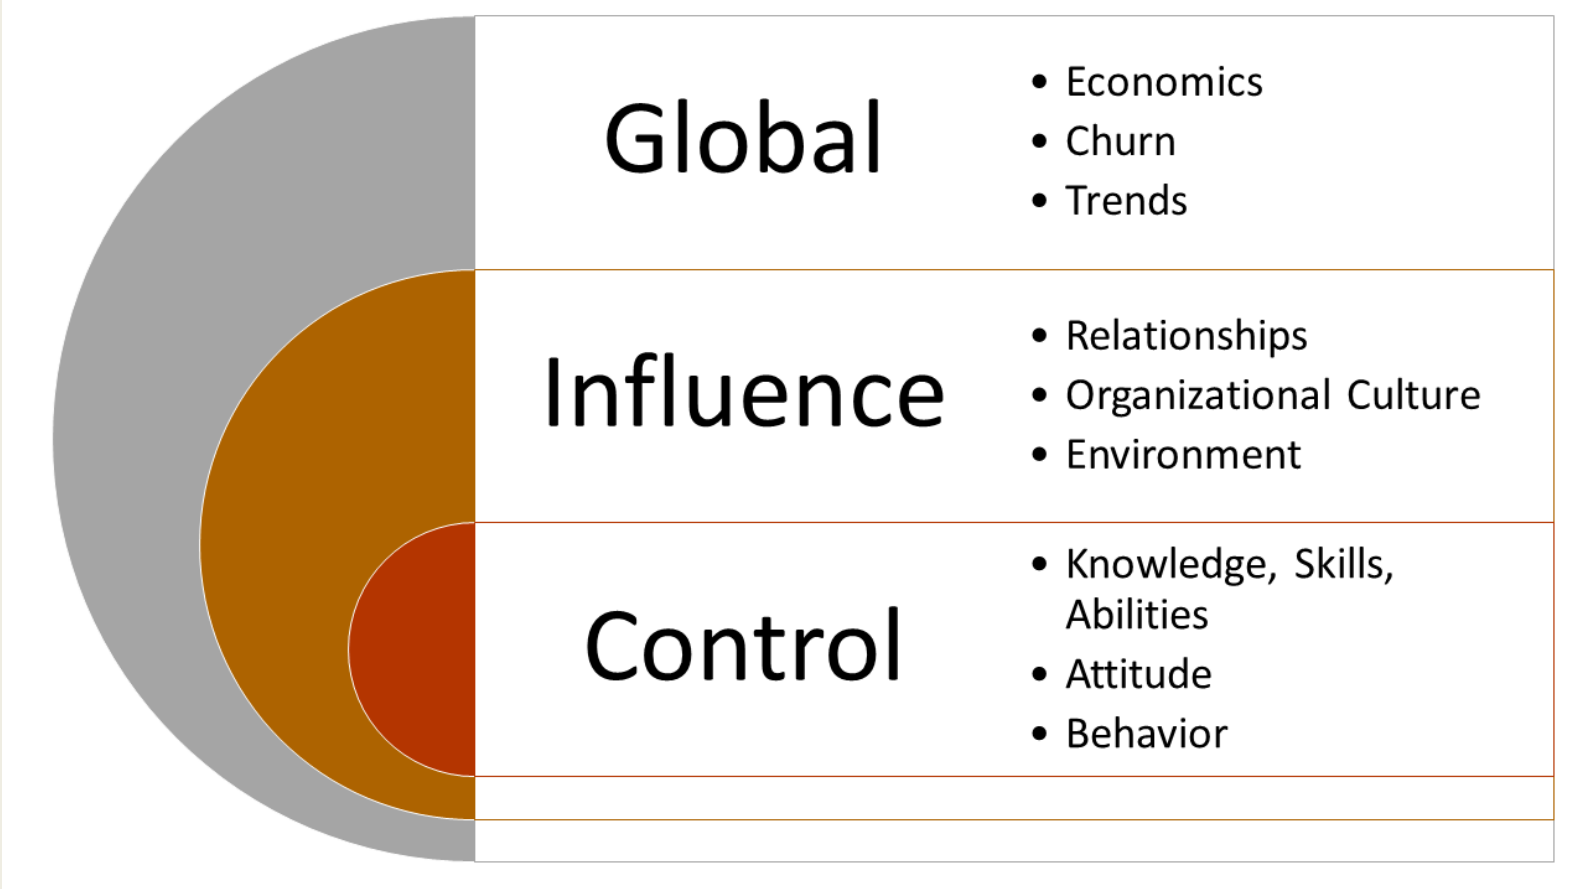 Global
• Economics
• Churn
• Trends
Influence
• Relationships
• Organizational Culture
• Environment
Control
• Knowledge, Skills,
Abilities
• Attitude
• Behavior